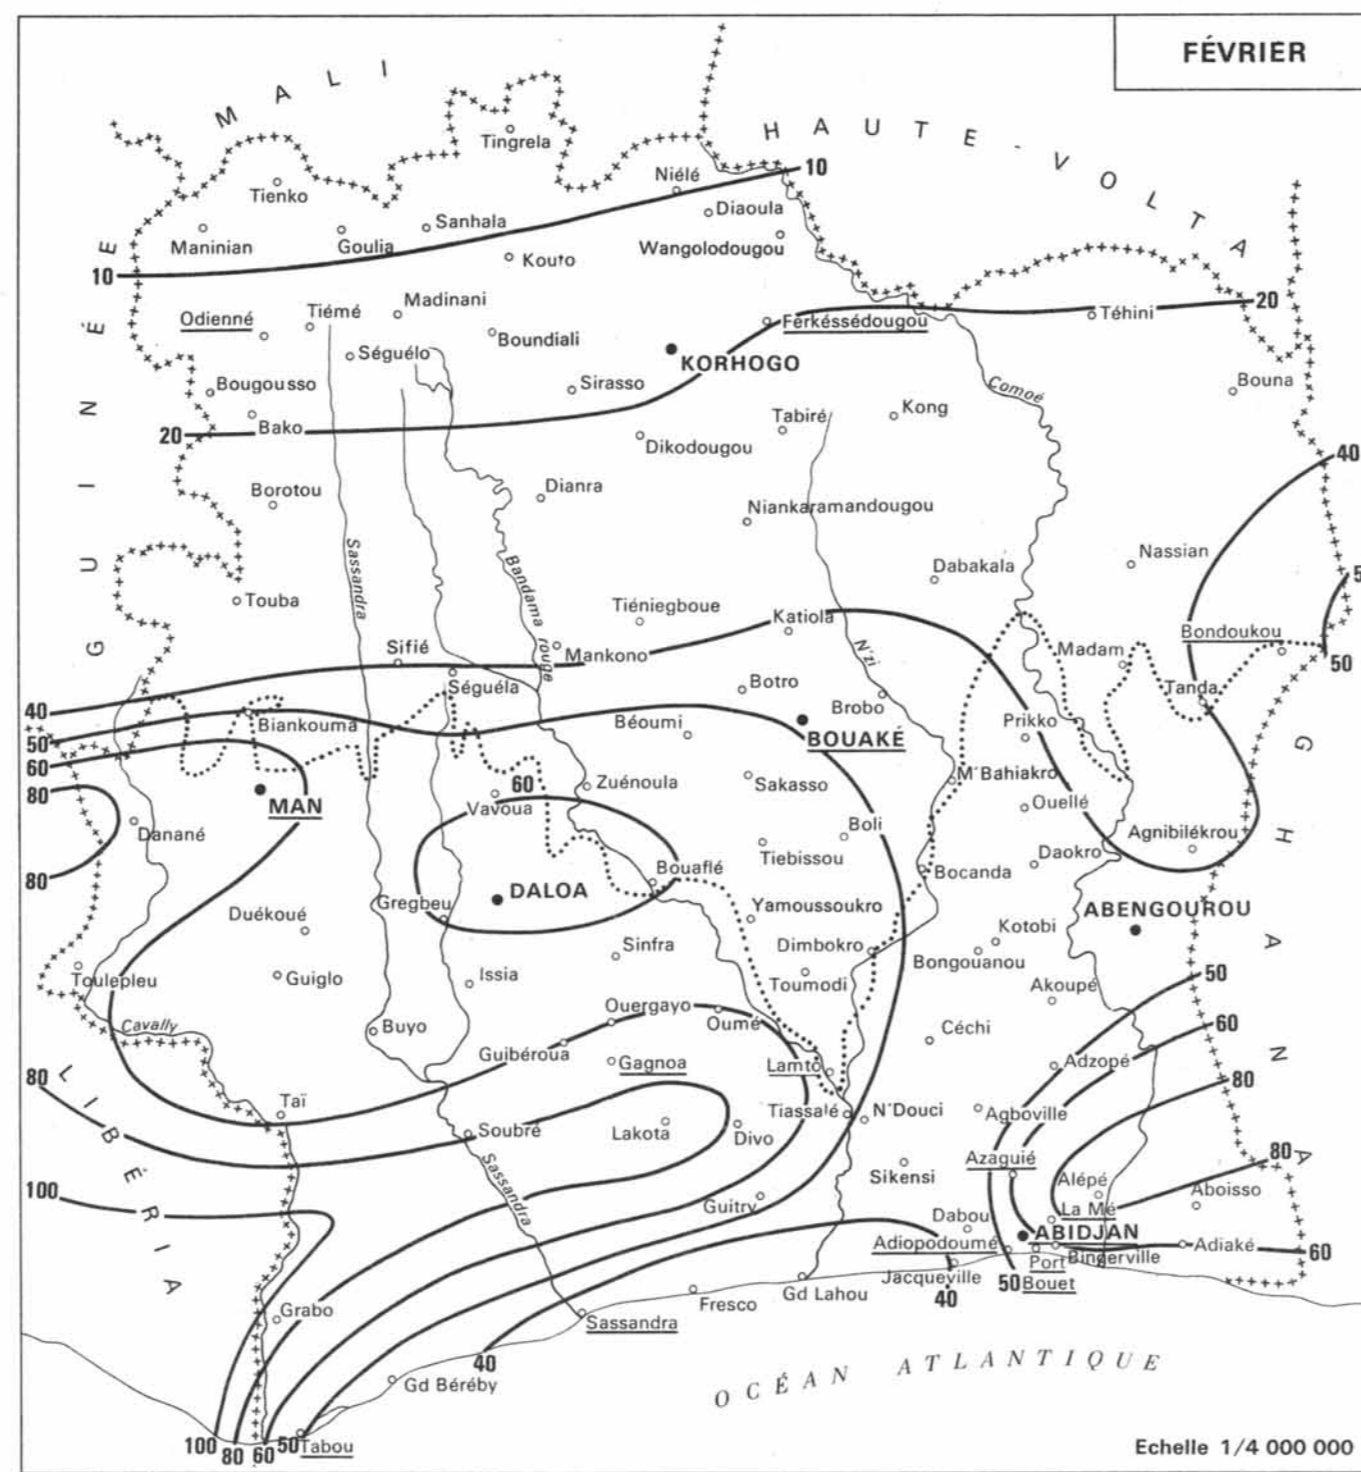 FÉVRIER
MALI
HAUTE-VOLTA
GUINÉE
LIBÉRIA
GHANA
Tingrela
Tienko
Niélé
10
Maninian
Goulia
Sanhala
Diaoula
Wangolodougou
Kouto
10
Madinani
Tiémé
Odienné
Boundiali
Séguélo
Ferkéssédougou
Téhini
20
KORHOGO
Bougousso
Sirasso
Comoé
Bouna
Kong
Tabiré
20
Bako
Dikodougou
40
Borotou
Dianra
Niankaramandougou
Sassandra
Bandama rouge
Nassian
Dabakala
5
Touba
Tiéniegboue
Katiola
Bondoukou
Sifié
Mankono
N'zi
Madam
50
Séguéla
Botro
Tanda
40
Biankouma
Béoumi
Brobo
Prikko
50
BOUAKÉ
60
60
Zuénoula
Sakasso
M'Bahiakro
80
MAN
Vavoua
Ouellé
Danané
Boli
Agnibilékrou
Tiebissou
Daokro
80
Bouaflé
Bocanda
DALOA
Gregbeu
Duékoué
Yamoussoukro
ABENGOUROU
Kotobi
Sinfra
Dimbokro
Bongouanou
Toulepleu
Guiglo
Issia
Toumodi
50
Akoupé
Ouergayo
Oumé
Cavally
Buyo
Céchi
60
Guibéroua
Gagnoa
Lamto
Adzopé
80
80
Taï
Tiassalé
N'Douci
Agboville
Soubré
Lakota
Divo
80
Azaguié
Sikensi
Alépé
Aboisso
100
Sassandra
Guitry
Dabou
La Mé
ABIDJAN
Adiopodoumé
Adiaké
60
Port
Bingerville
Jacqueville
50
Bouet
Gd Lahou
40
Fresco
Grabo
Sassandra
40
Gd Béréby
OCÉAN ATLANTIQUE
100
80
60
50
Tabou
Echelle 1/4 000 000